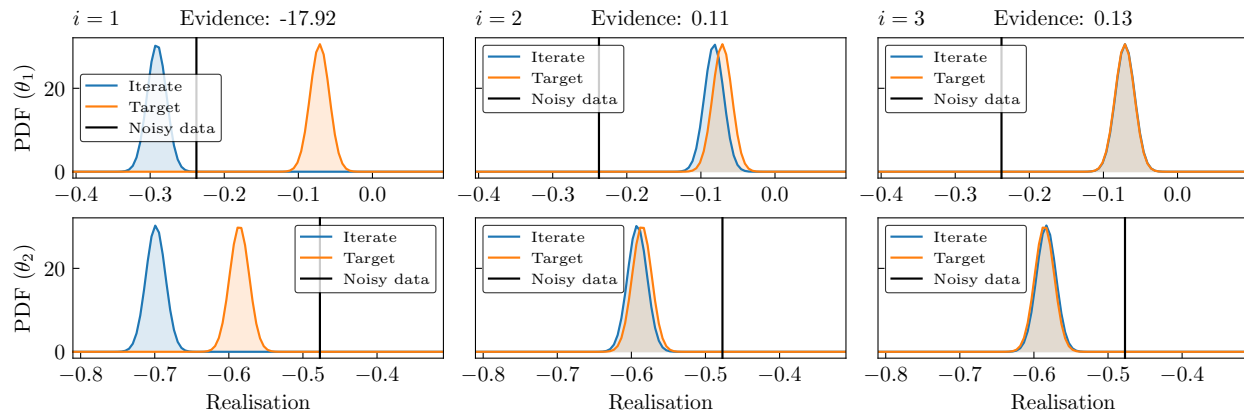 i = 1 Evidence: -17.92
i = 2 Evidence: 0.11
i = 3 Evidence: 0.13
PDF (θ₁)
20
0
Iterate
Target
Noisy data
−0.4 −0.3 −0.2 −0.1 0.0
Iterate
Target
Noisy data
−0.4 −0.3 −0.2 −0.1 0.0
Iterate
Target
Noisy data
−0.4 −0.3 −0.2 −0.1 0.0
PDF (θ₂)
20
0
Iterate
Target
Noisy data
−0.8 −0.7 −0.6 −0.5 −0.4
Realisation
Iterate
Target
Noisy data
−0.8 −0.7 −0.6 −0.5 −0.4
Realisation
Iterate
Target
Noisy data
−0.8 −0.7 −0.6 −0.5 −0.4
Realisation